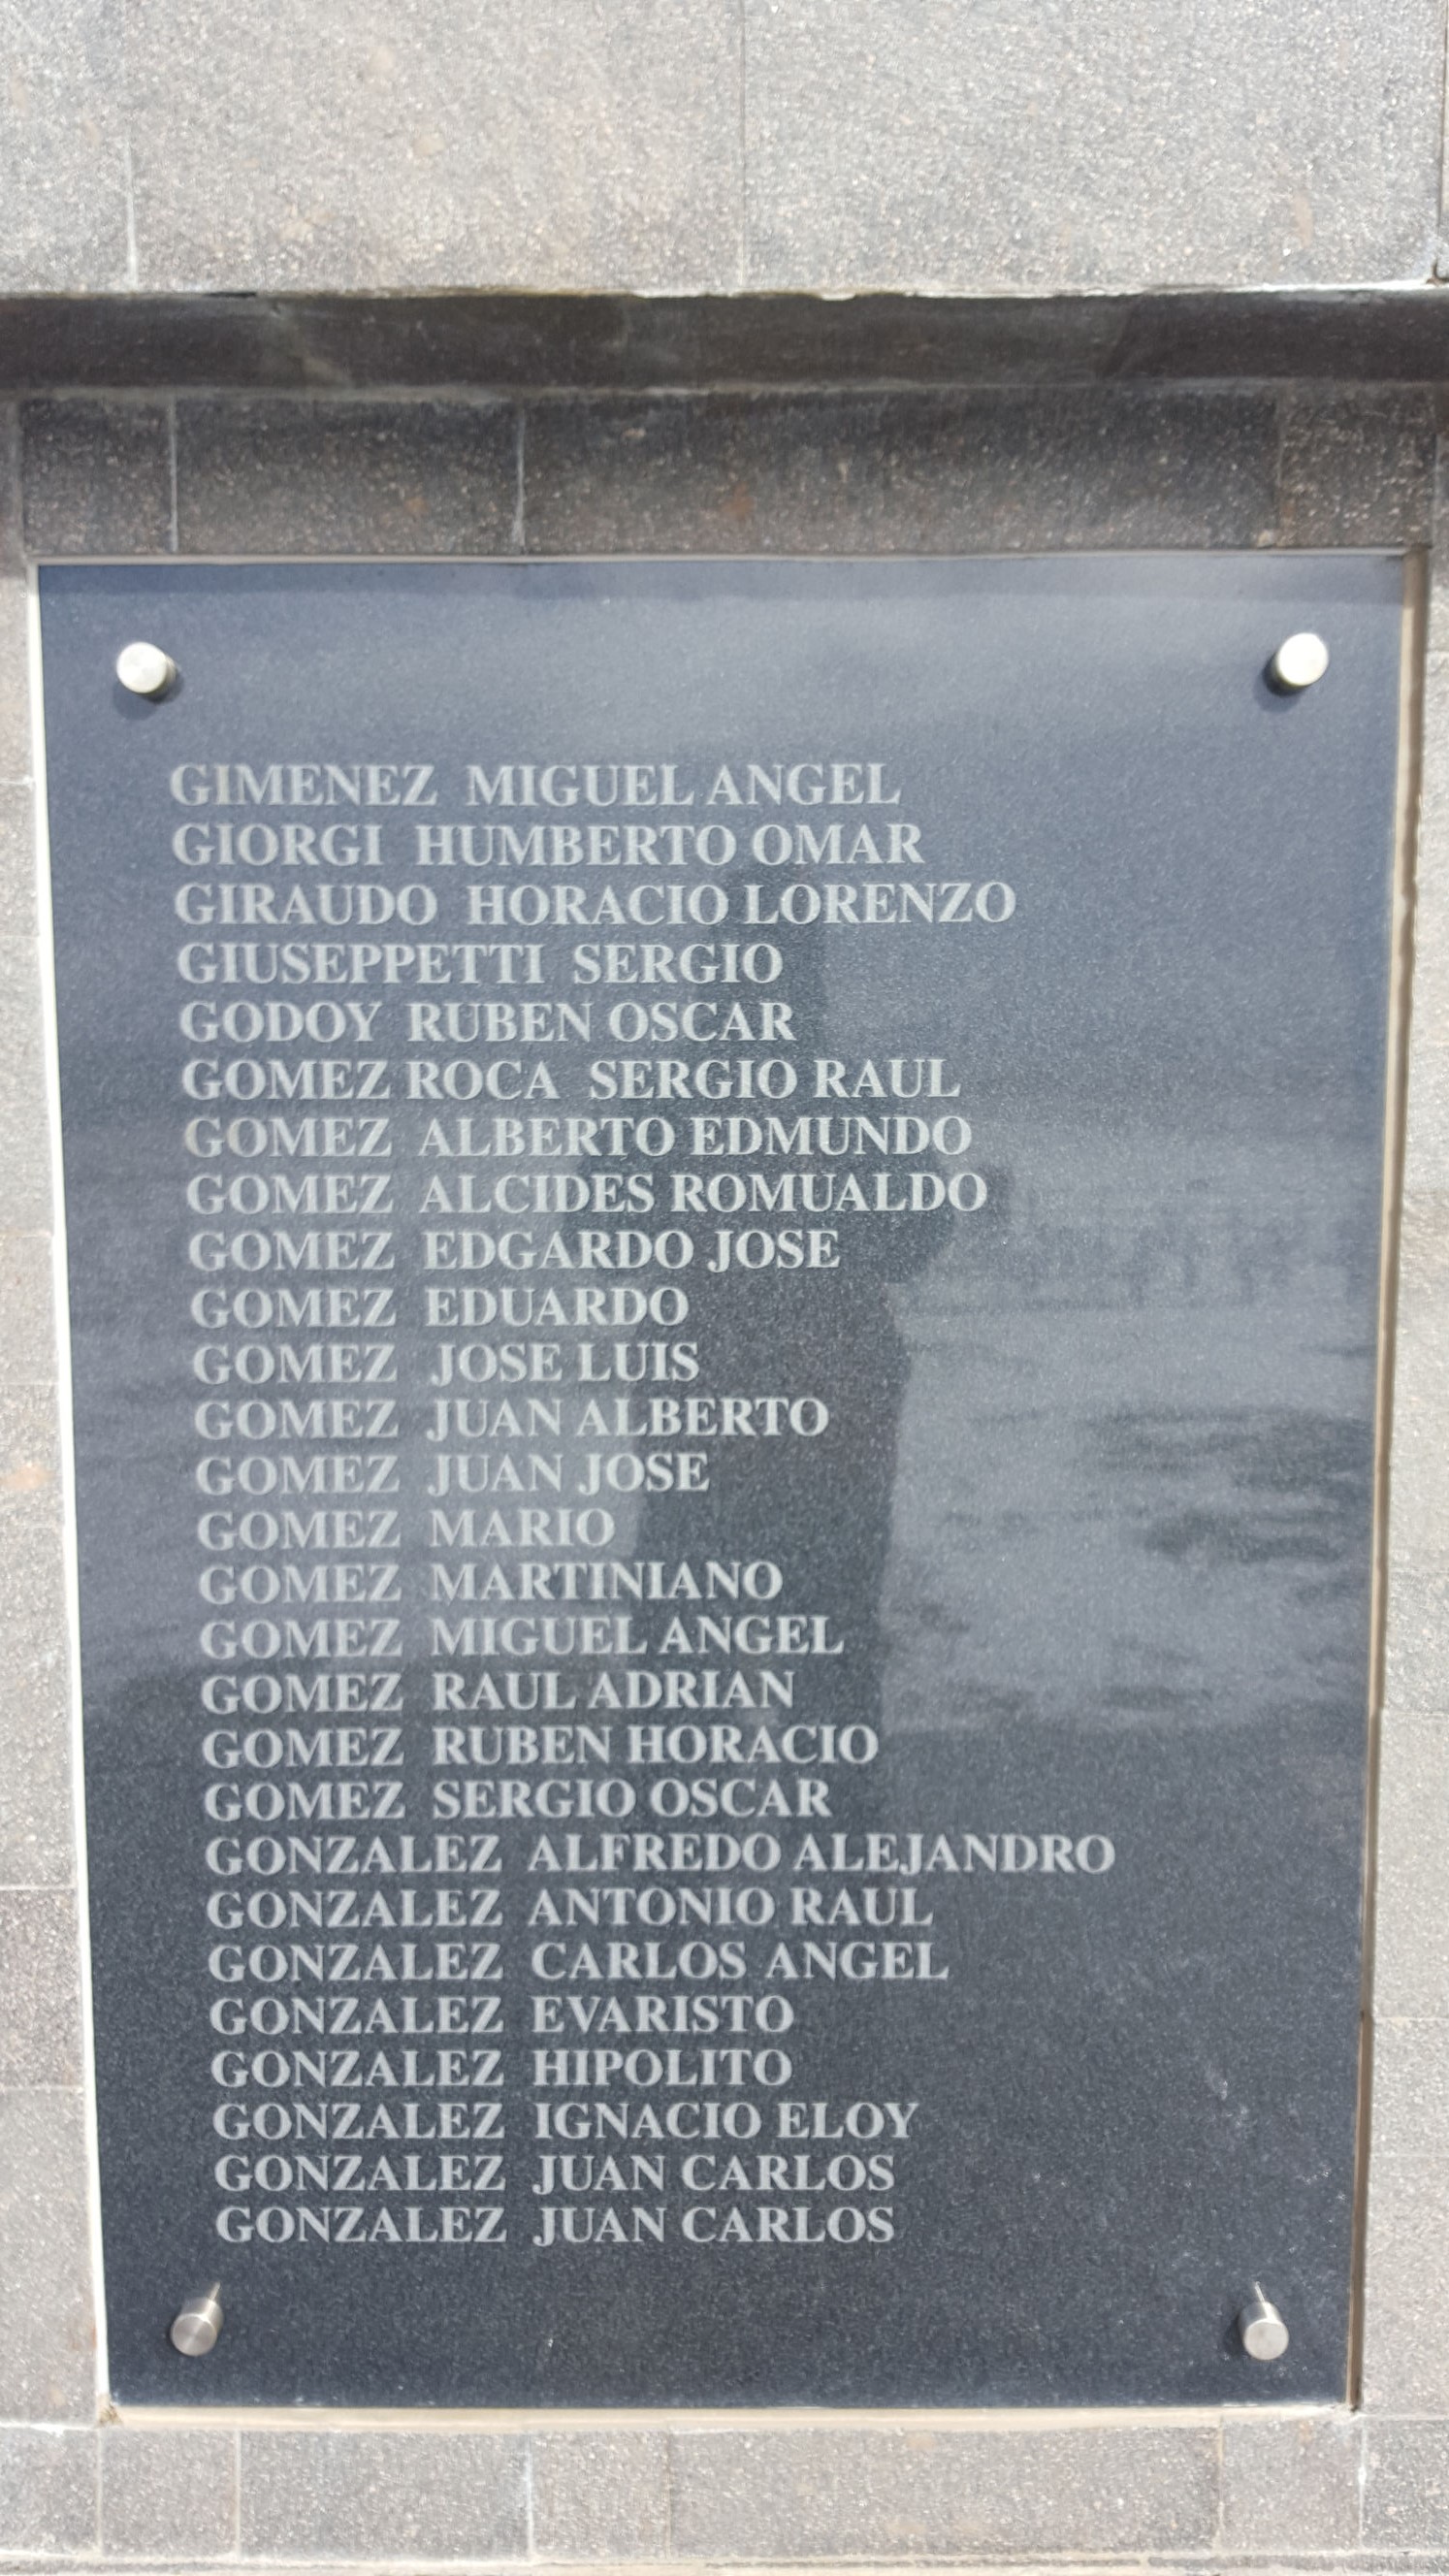 GIMENEZ MIGUEL ANGEL
GIORGI HUMBERTO OMAR
GIRAUDO HORACIO LORENZO
GIUSEPPETTI SERGIO
GODOY RUBEN OSCAR
GOMEZ ROCA SERGIO RAUL
GOMEZ ALBERTO EDMUNDO
GOMEZ ALCIDES ROMUALDO
GOMEZ EDGARDO JOSE
GOMEZ EDUARDO
GOMEZ JOSE LUIS
GOMEZ JUAN ALBERTO
GOMEZ JUAN JOSE
GOMEZ MARIO
GOMEZ MARTINIANO
GOMEZ MIGUEL ANGEL
GOMEZ RAUL ADRIAN
GOMEZ RUBEN HORACIO
GOMEZ SERGIO OSCAR
GONZALEZ ALFREDO ALEJANDRO
GONZALEZ ANTONIO RAUL
GONZALEZ CARLOS ANGEL
GONZALEZ EVARISTO
GONZALEZ HIPOLITO
GONZALEZ IGNACIO ELOY
GONZALEZ JUAN CARLOS
GONZALEZ JUAN CARLOS